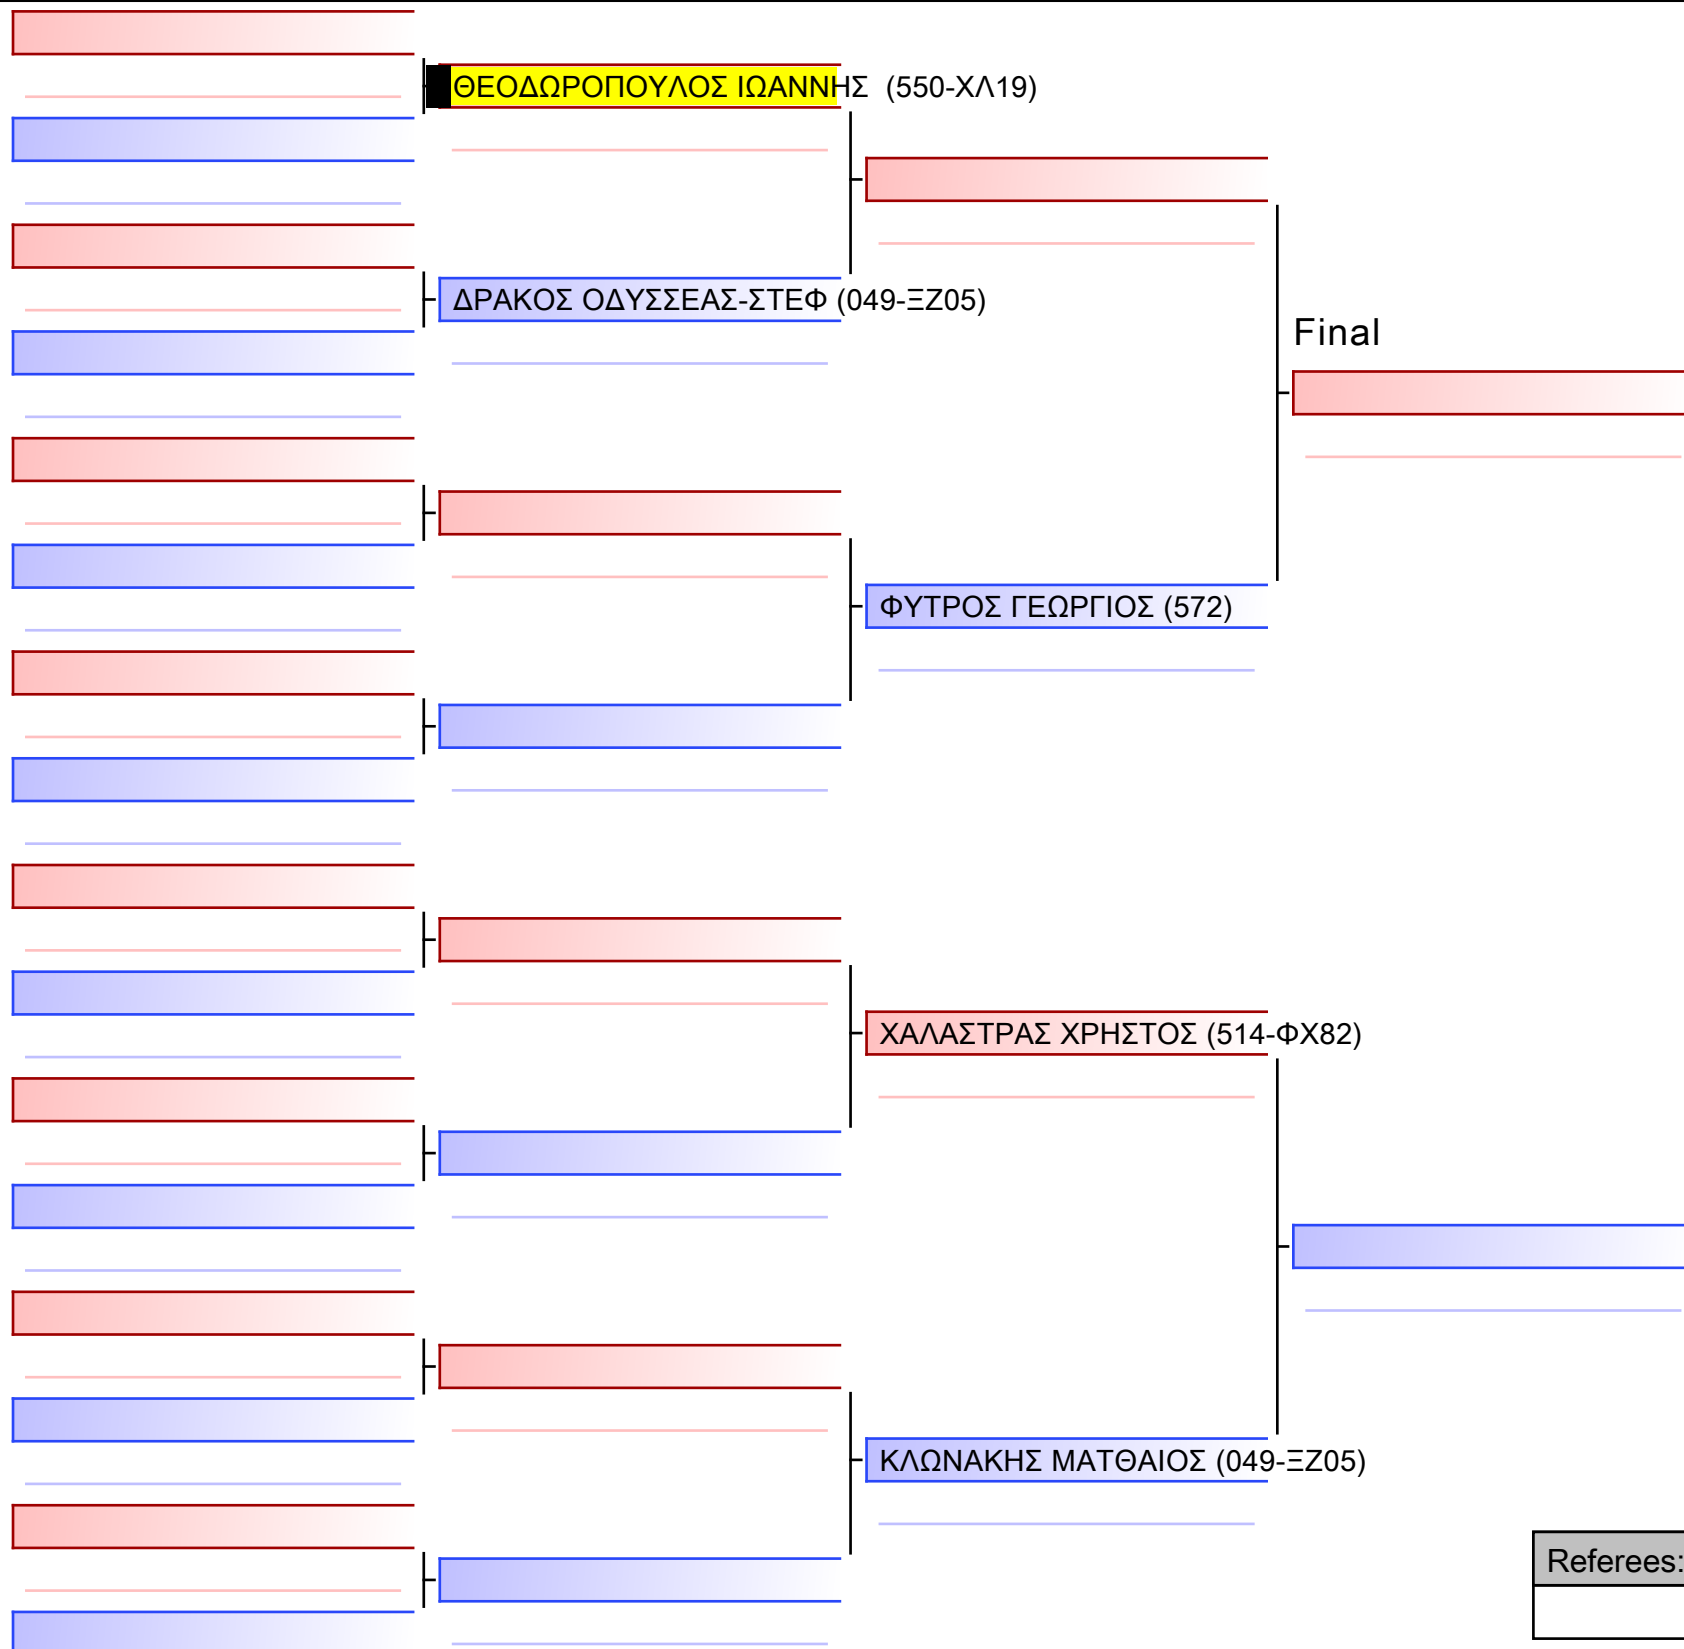 ΘΕΟΔΩΡΟΠΟΥΛΟΣ ΙΩΑΝΝΗΣ (550-ΧΛ19)
ΔΡΑΚΟΣ ΟΔΥΣΣΕΑΣ-ΣΤΕΦ (049-ΞΖ05)
Final
ΦΥΤΡΟΣ ΓΕΩΡΓΙΟΣ (572)
ΧΑΛΑΣΤΡΑΣ ΧΡΗΣΤΟΣ (514-ΦΧ82)
ΚΛΩΝΑΚΗΣ ΜΑΤΘΑΙΟΣ (049-ΞΖ05)
Referees: